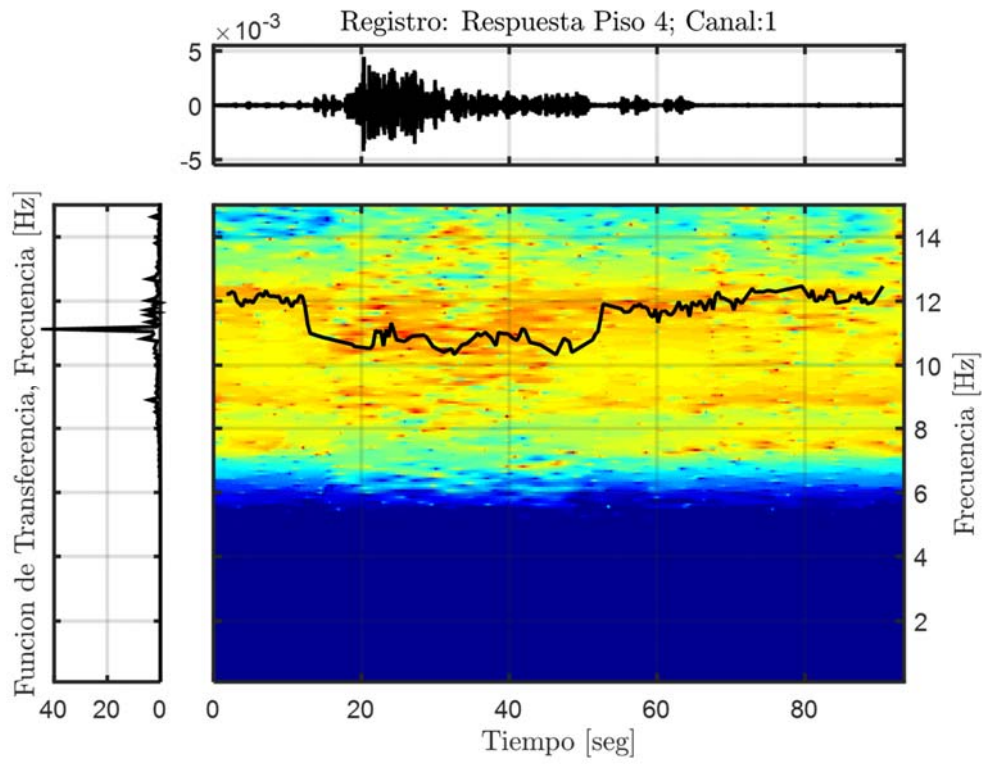 Registro: Respuesta Piso 4; Canal:1
×10⁻³
5
0
-5
Funcion de Transferencia, Frecuencia [Hz]
40 20 0
14
12
10
8
6
4
2
Frecuencia [Hz]
0 20 40 60 80
Tiempo [seg]